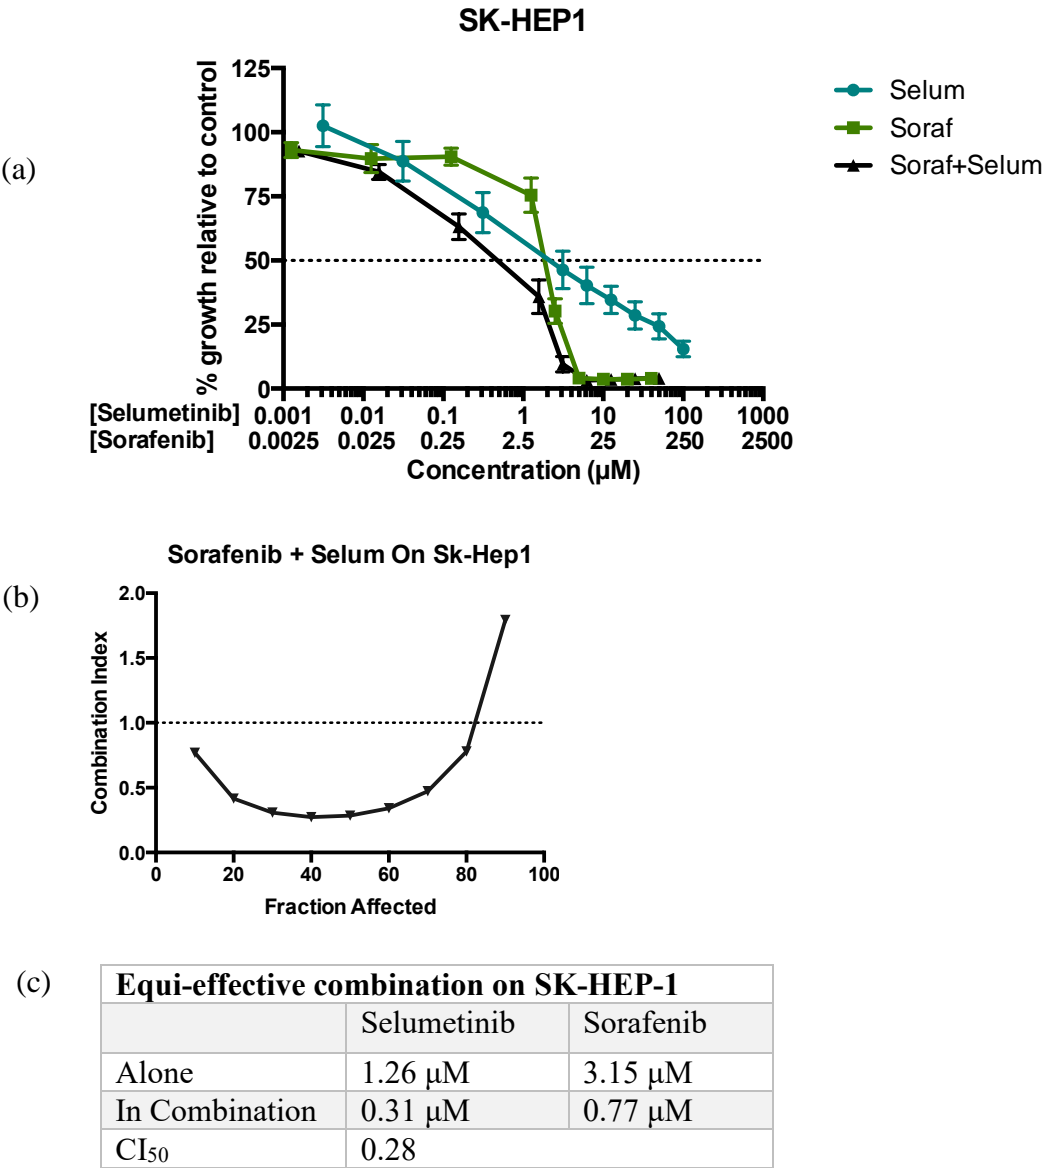 SK-HEP1
(a)
% growth relative to control
125
100
75
50
25
0
Selum
Soraf
Soraf+Selum
[Selumetinib] 0.001 0.01 0.1 1 10 100 1000
[Sorafenib] 0.0025 0.025 0.25 2.5 25 250 2500
Concentration (µM)
(b)
Sorafenib + Selum On Sk-Hep1
Combination Index
2.0
1.5
1.0
0.5
0.0
0 20 40 60 80 100
Fraction Affected
(c)
Equi-effective combination on SK-HEP-1
Selumetinib Sorafenib
Alone 1.26 µM 3.15 µM
In Combination 0.31 µM 0.77 µM
CI50 0.28